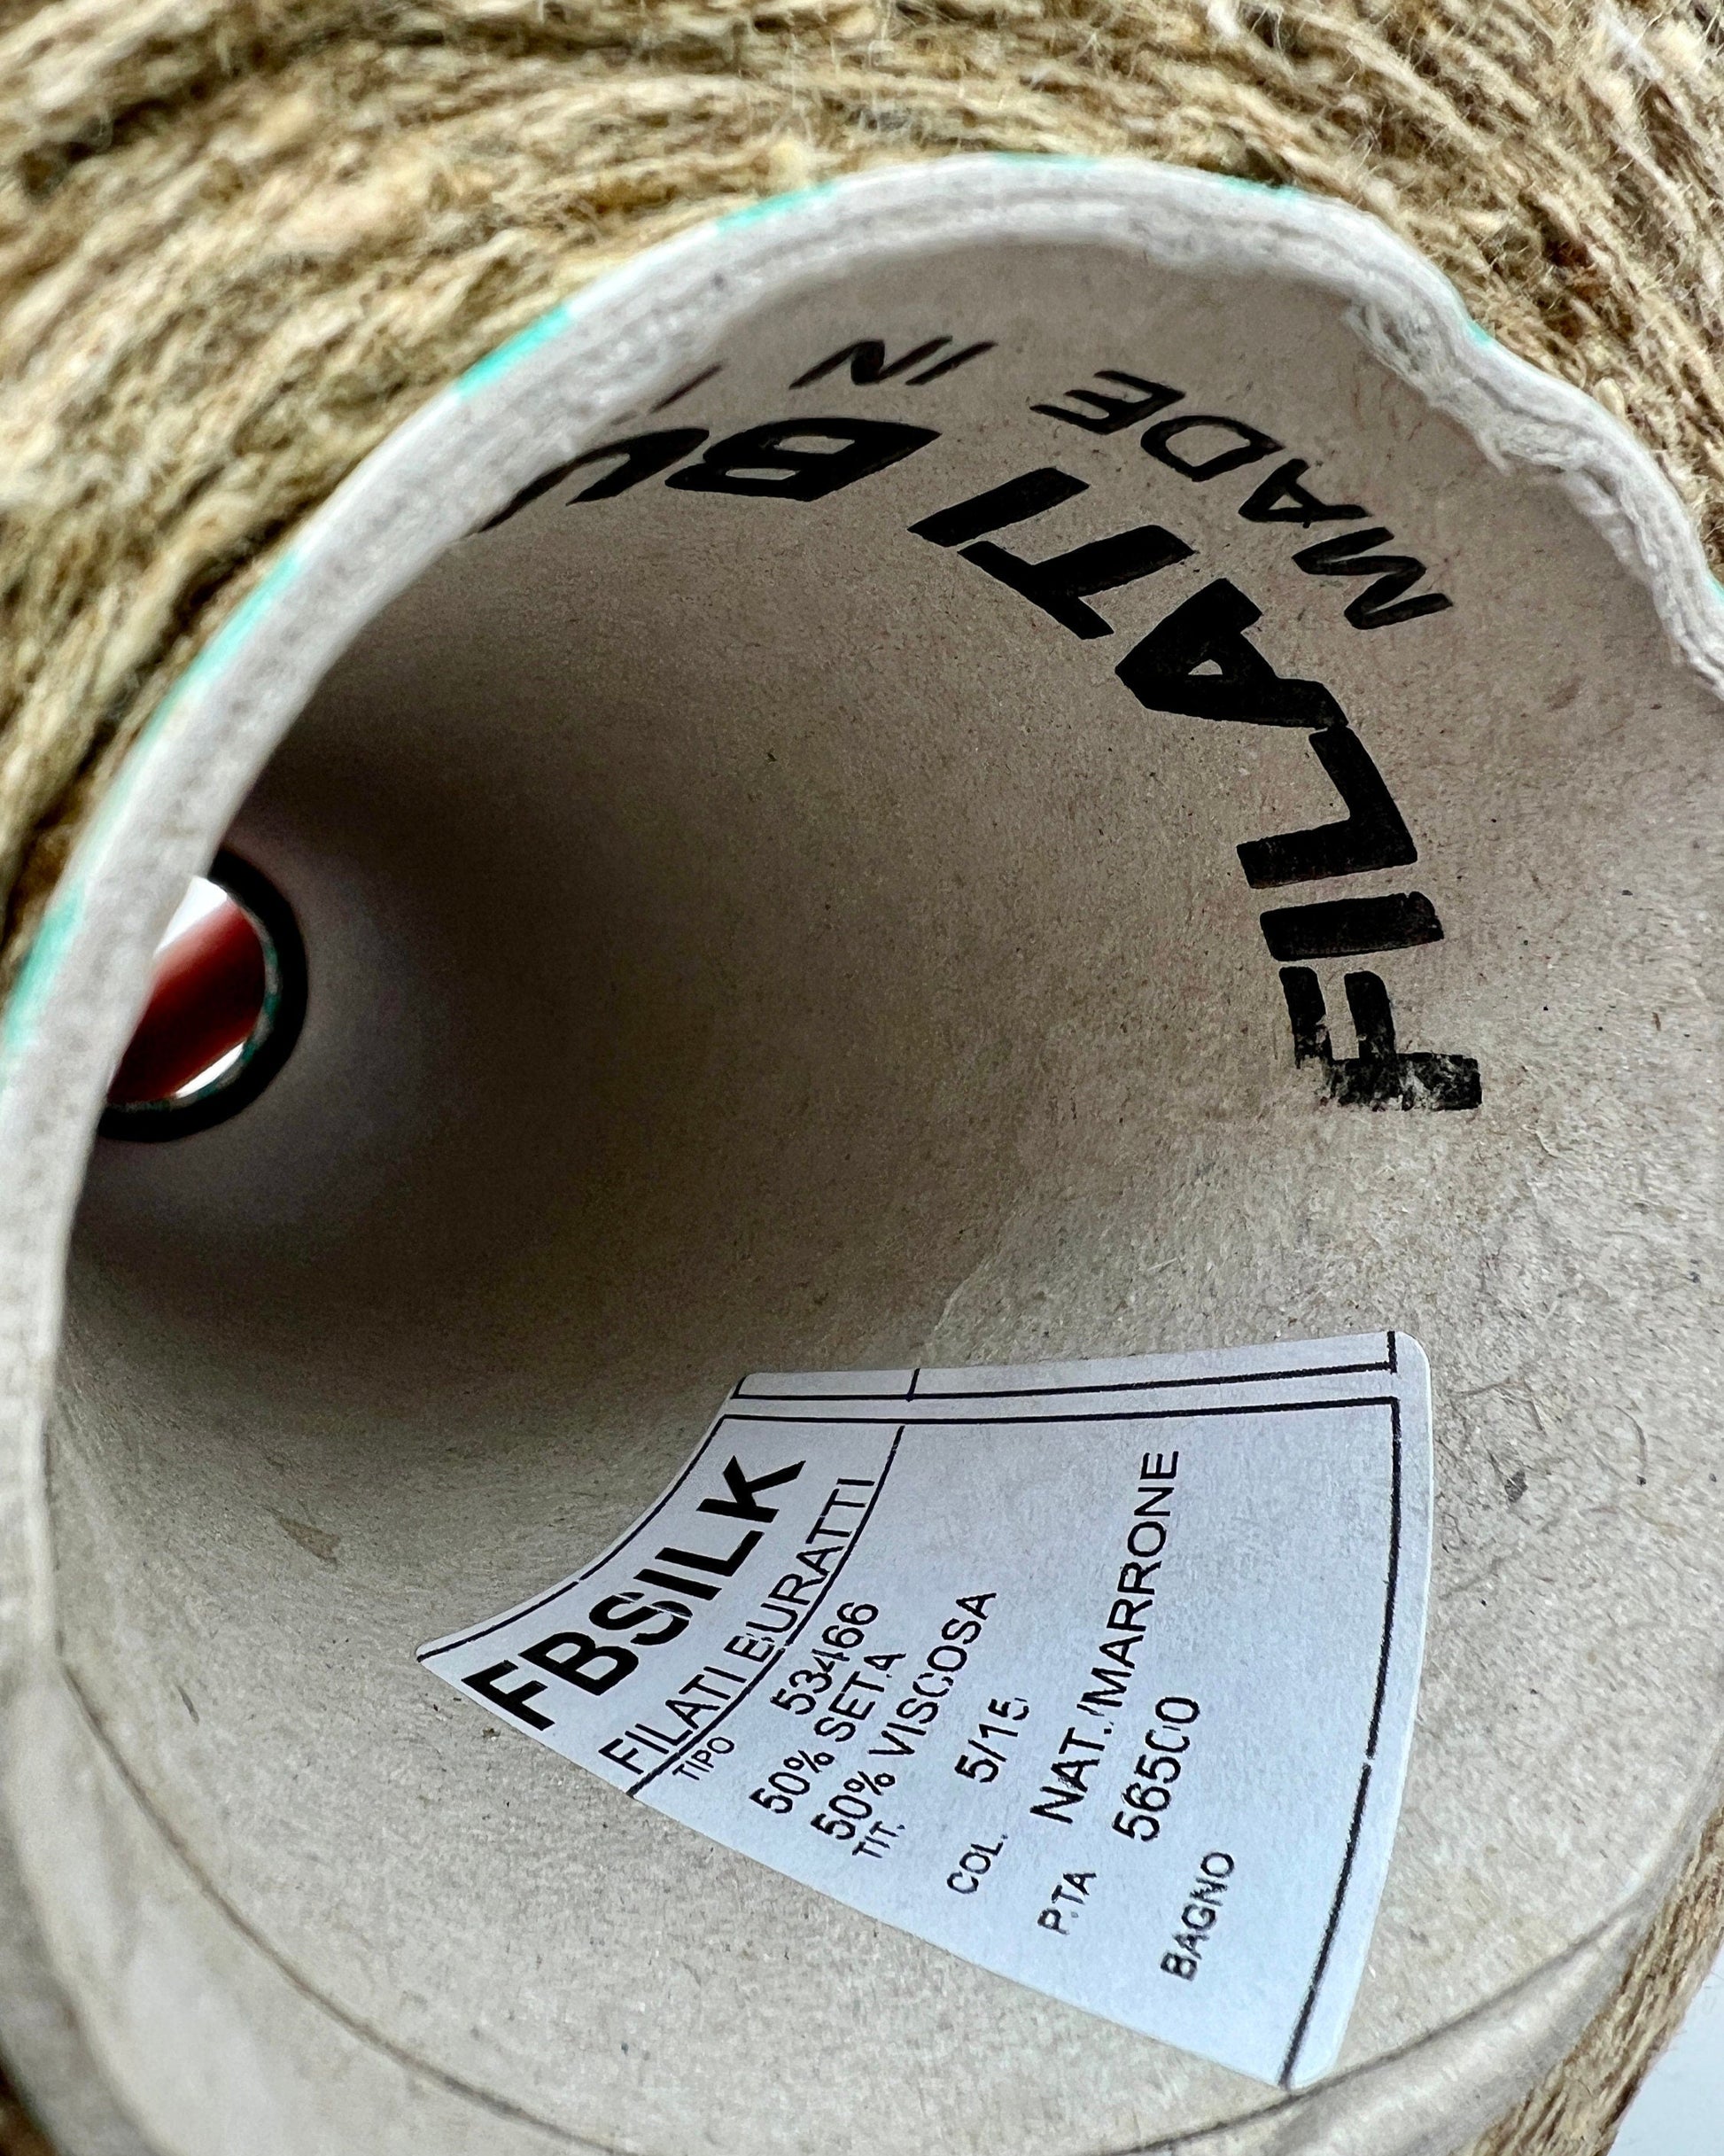 FILATI BU
MADE IN
FBSILK
FILATI BURATTI
TIPO
53466
50% SETA
50% VISCOSA
TIT.
5/15
COL.
NAT./MARRONE
P.TA
56500
BAGNO